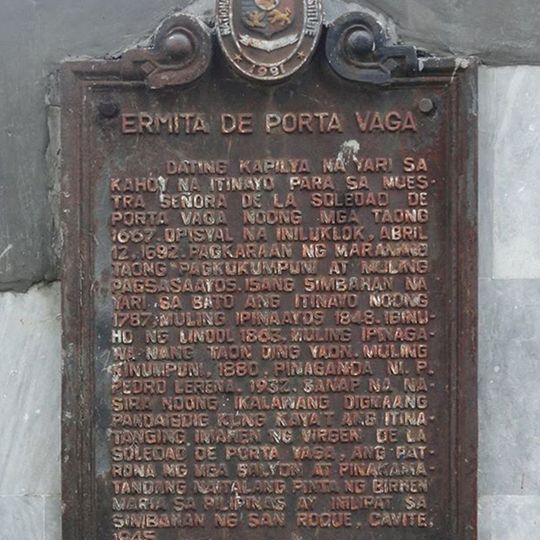 NATIONAL
1991
ERMITA DE PORTA VAGA
DATING KAPILYA NA YARI SA
KAHOY NA ITINAYO PARA SA NUES-
TRA SEÑORA DE LA SOLEDAD DE
PORTA VAGA NOONG MGA TAONG
1667. OPISYAL NA INILUKLOK, ABRIL
12, 1692. PAGKARAAN NG MARAMING
TAONG PAGKUKUMPUNI AT MULING
PAGSASAAYOS. ISANG SIMBAHAN NA
YARI SA BATO ANG ITINAYO NOONG
1787. MULING IPINAAYOS 1848. IGINU-
HO NG LINDOL 1863. MULING IPINAGA-
WA NANG TAON DING YAON. MULING
KINUMPUNI, 1880. PINAGANDA NI P.
PEDRO LERENA, 1932. GANAP NA NA-
SIRA NOONG IKALAWANG DIGMAANG
PANDAIGDIG KUNG KAYAT ANG ITINA-
TANGING IMAHEN NG VIRGEN DE LA
SOLEDAD DE PORTA VAGA, ANG PAT-
RONA NG MGA GALYON AT PINAKAMA-
TANDANG NAITALANG PINTA NG BIRHEN
MARIA SA PILIPINAS AY INILIPAT SA
SIMBAHAN NG SAN ROQUE, CAVITE,
1945.